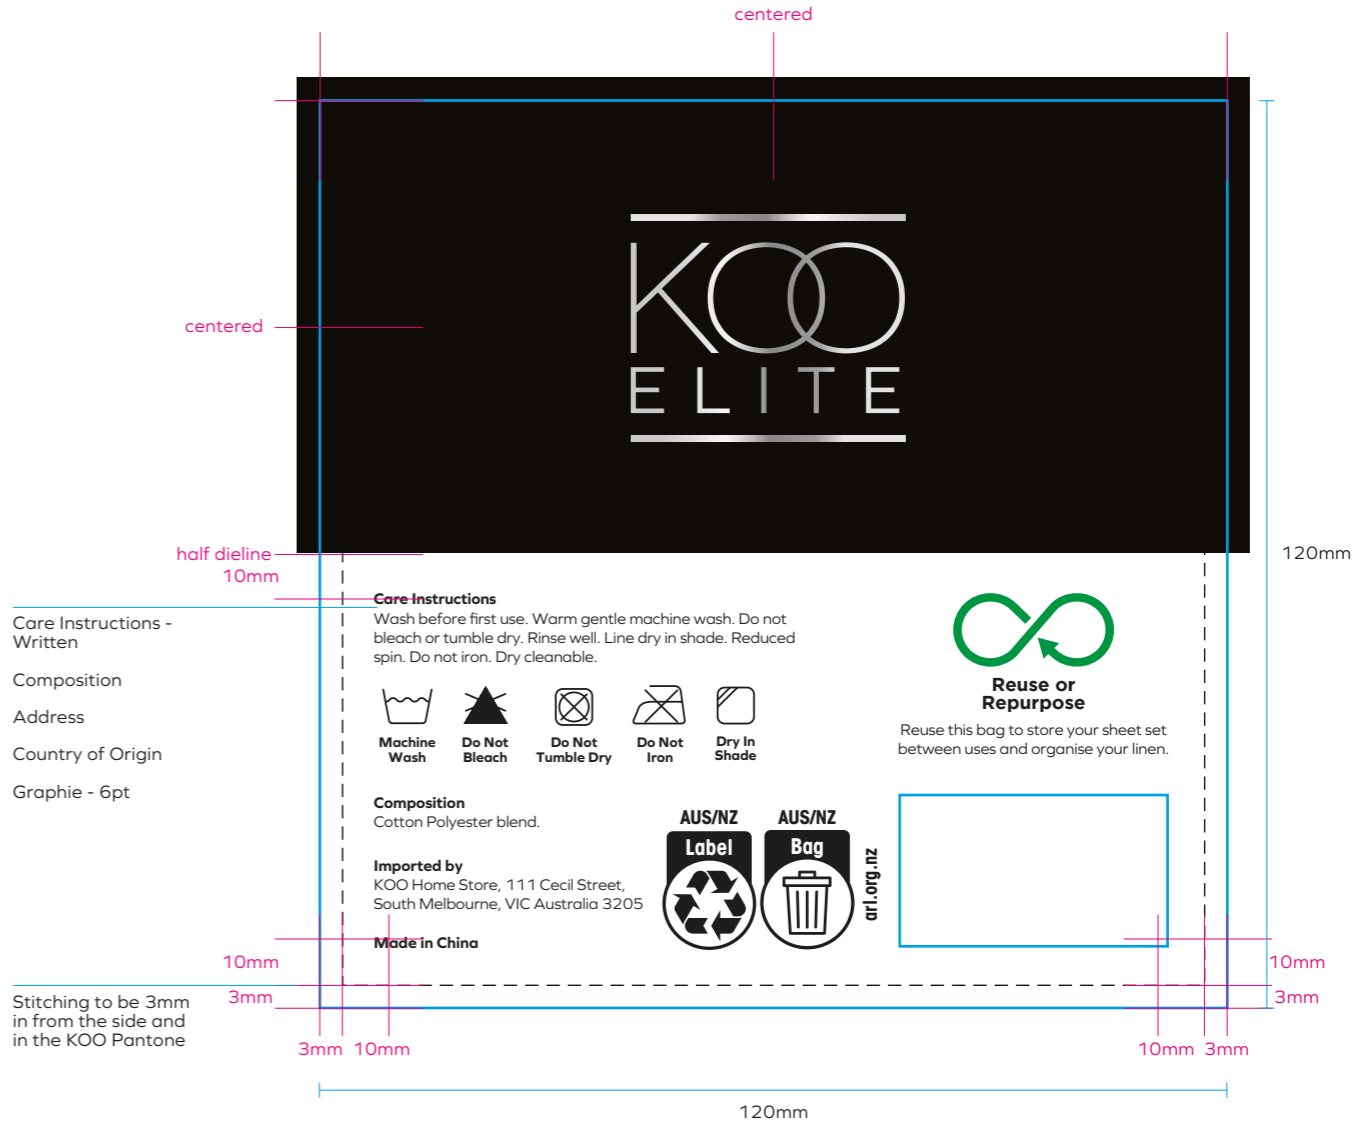 centered
KOO
ELITE
centered
half dieline
10mm
120mm
Care Instructions -
Written
Composition
Address
Country of Origin
Graphie - 6pt
Care Instructions
Wash before first use. Warm gentle machine wash. Do not
bleach or tumble dry. Rinse well. Line dry in shade. Reduced
spin. Do not iron. Dry cleanable.
Machine
Wash
Do Not
Bleach
Do Not
Tumble Dry
Do Not
Iron
Dry In
Shade
Reuse or
Repurpose
Reuse this bag to store your sheet set
between uses and organise your linen.
Composition
Cotton Polyester blend.
Imported by
KOO Home Store, 111 Cecil Street,
South Melbourne, VIC Australia 3205
Made in China
AUS/NZ
Label
AUS/NZ
Bag
arl.org.nz
10mm
3mm
10mm
3mm
Stitching to be 3mm
in from the side and
in the KOO Pantone
3mm 10mm
10mm 3mm
120mm